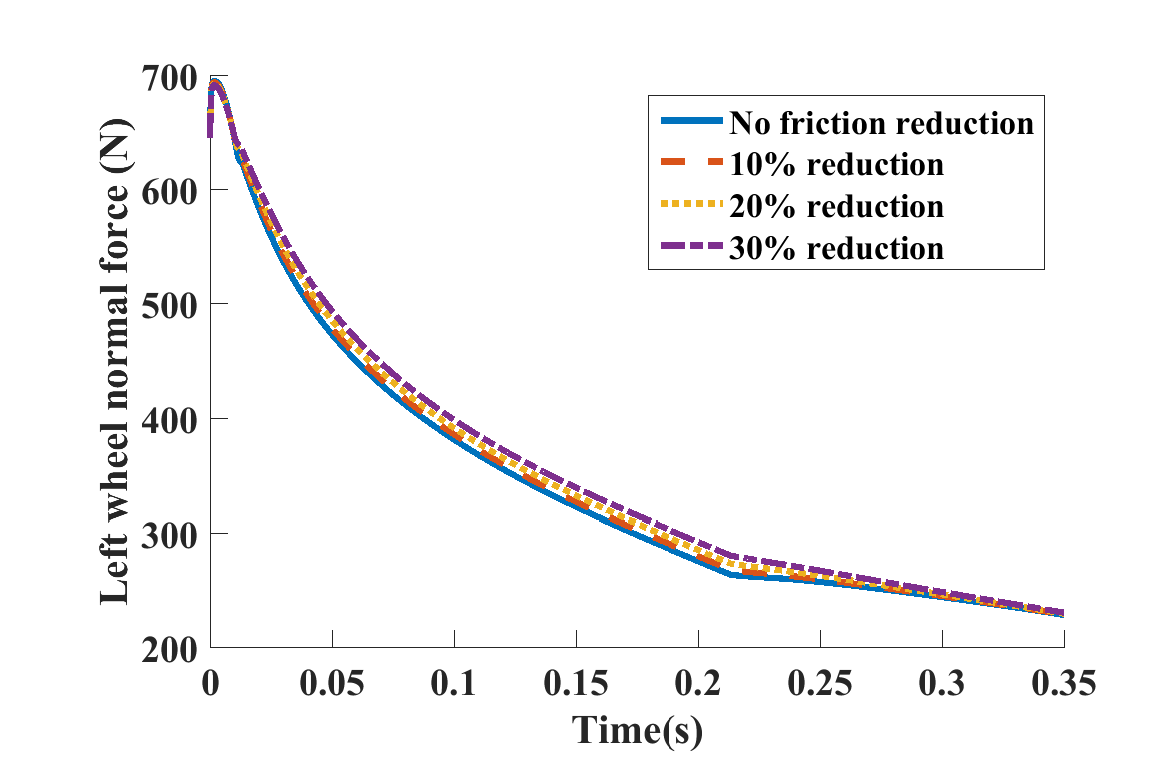 700
600
500
400
300
200
Left wheel normal force (N)
No friction reduction
10% reduction
20% reduction
30% reduction
0 0.05 0.1 0.15 0.2 0.25 0.3 0.35
Time(s)